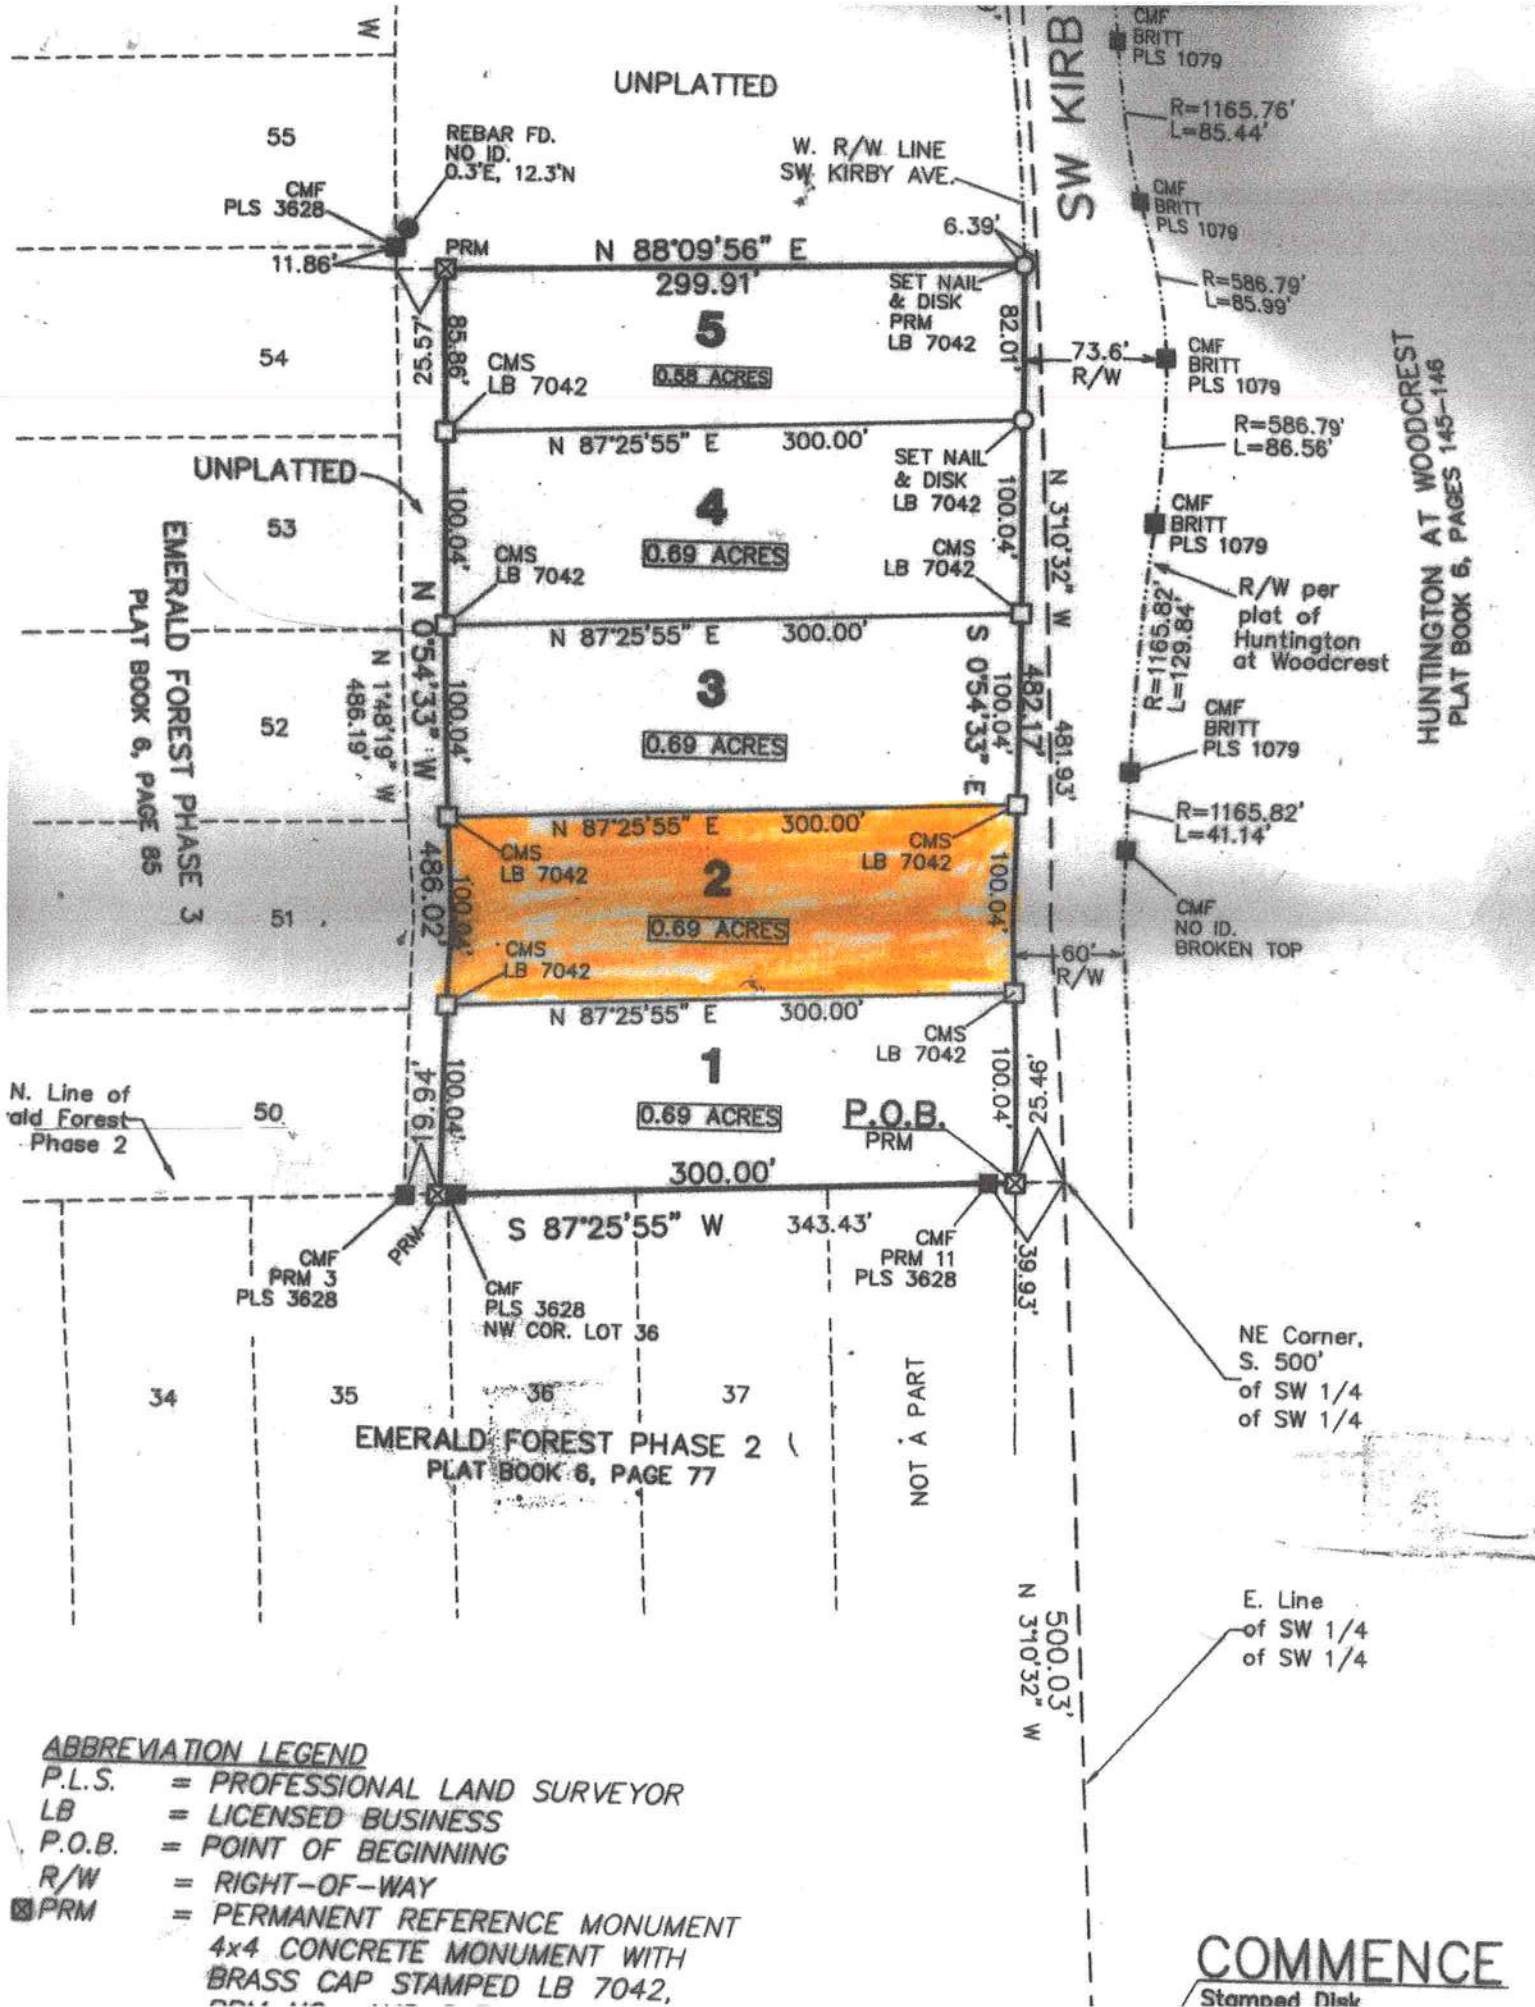 W
UNPLATTED
SW KIRB
CMF
BRITT
PLS 1079
R=1165.76'
L=85.44'
55
REBAR FD.
NO ID.
0.3'E, 12.3'N
W. R/W LINE
SW KIRBY AVE.
CMF
PLS 3628
CMF
BRITT
PLS 1079
11.86'
PRM
N 88°09'56" E
299.91'
6.39'
SET NAIL
& DISK
PRM
LB 7042
R=586.79'
L=85.99'
5
0.58 ACRES
54
25.57'
85.86'
82.01'
CMS
LB 7042
73.6'
R/W
CMF
BRITT
PLS 1079
HUNTINGTON AT WOODCREST
PLAT BOOK 6, PAGES 145-146
N 87°25'55" E 300.00'
R=586.79'
L=86.56'
UNPLATTED
SET NAIL
& DISK
LB 7042
4
0.69 ACRES
53
100.04'
100.04'
N 3°10'32" W
CMS
LB 7042
CMS
LB 7042
CMF
BRITT
PLS 1079
EMERALD FOREST PHASE 3
PLAT BOOK 6, PAGE 85
R/W per
plat of
Huntington
at Woodcrest
R=1165.82'
L=129.84'
N 87°25'55" E 300.00'
N 0°54'33" W
N 1°48'19" W
486.19'
3
0.69 ACRES
52
100.04'
100.04'
S 0°54'33" E
482.17'
481.93'
CMF
BRITT
PLS 1079
N 87°25'55" E 300.00'
CMS
LB 7042
CMS
LB 7042
R=1165.82'
L=41.14'
2
0.69 ACRES
51
486.02'
100.04'
100.04'
CMF
NO ID.
BROKEN TOP
60'
R/W
CMS
LB 7042
N 87°25'55" E 300.00'
CMS
LB 7042
1
0.69 ACRES
N. Line of
ald Forest
Phase 2
50
16.94'
100.04'
100.04'
25.46'
P.O.B.
PRM
300.00'
S 87°25'55" W 343.43'
CMF
PRM 3
PLS 3628
PRM
CMF
PLS 3628
NW COR. LOT 36
CMF
PRM 11
PLS 3628
39.93'
NE Corner,
S. 500'
of SW 1/4
of SW 1/4
34
35
36
37
NOT A PART
EMERALD FOREST PHASE 2
PLAT BOOK 6, PAGE 77
500.03'
N 3°10'32" W
E. Line
of SW 1/4
of SW 1/4
ABBREVIATION LEGEND
P.L.S. = PROFESSIONAL LAND SURVEYOR
LB = LICENSED BUSINESS
P.O.B. = POINT OF BEGINNING
R/W = RIGHT-OF-WAY
PRM = PERMANENT REFERENCE MONUMENT
4x4 CONCRETE MONUMENT WITH
BRASS CAP STAMPED LB 7042,
COMMENCE
Stamped Disk